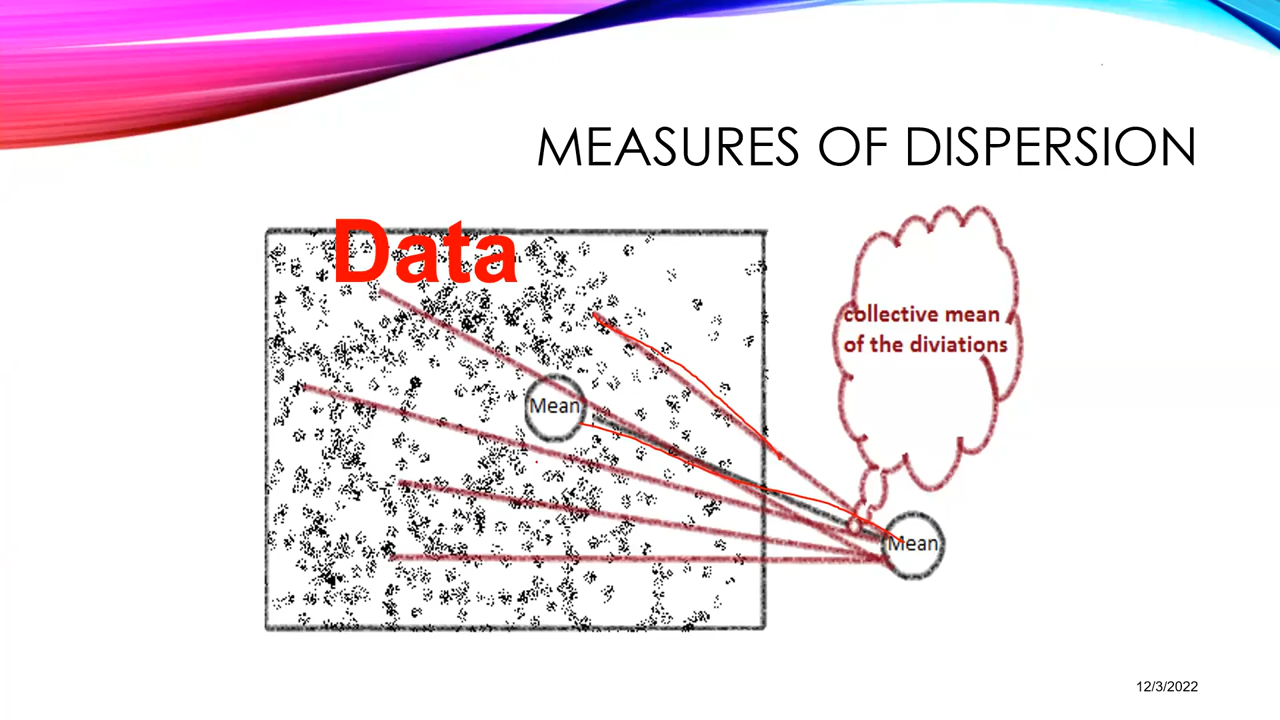 MEASURES OF DISPERSION
Data
collective mean
of the diviations
Mean
Mean
12/3/2022